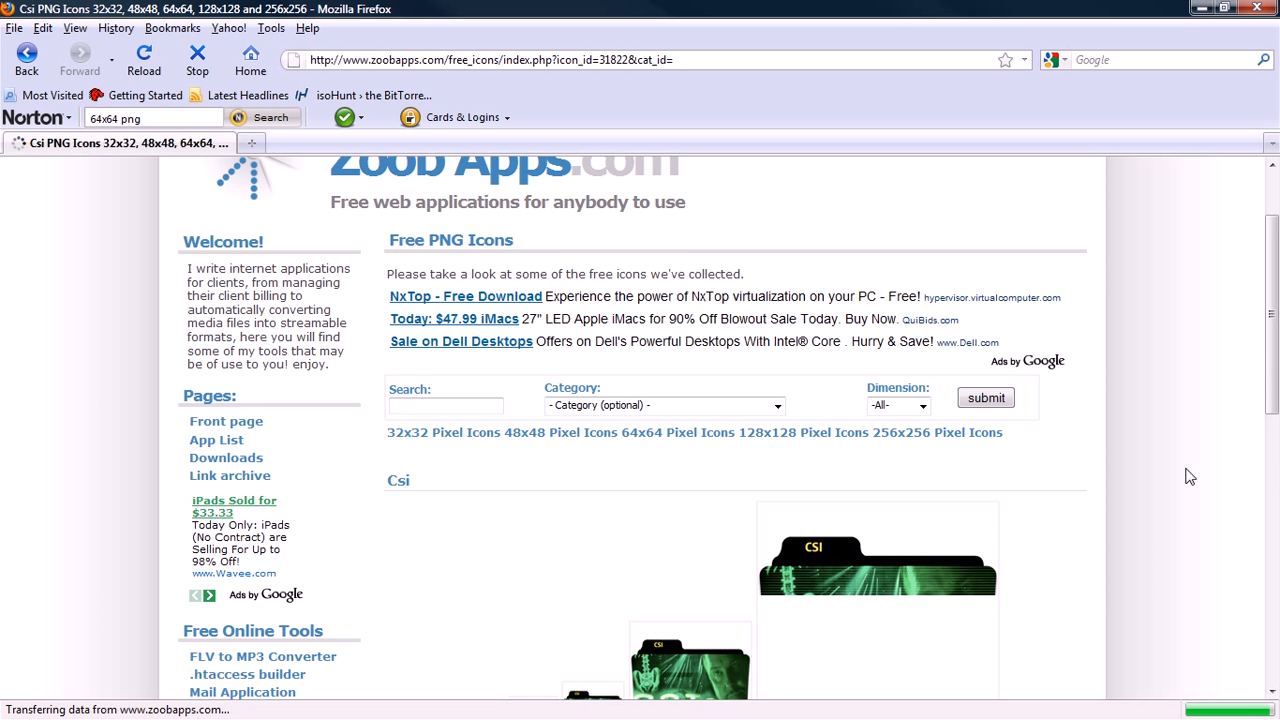 Csi PNG Icons 32x32, 48x48, 64x64, 128x128 and 256x256 - Mozilla Firefox
File Edit View History Bookmarks Yahoo! Tools Help
Back Forward Reload Stop Home http://www.zoobapps.com/free_icons/index.php?icon_id=31822&cat_id= Google
Most Visited Getting Started Latest Headlines isoHunt › the BitTorre...
Norton 64x64 png Search Cards & Logins
Csi PNG Icons 32x32, 48x48, 64x64, ...
Zoob Apps.com
Free web applications for anybody to use
Welcome!
I write internet applications
for clients, from managing
their client billing to
automatically converting
media files into streamable
formats, here you will find
some of my tools that may
be of use to you! enjoy.
Pages:
Front page
App List
Downloads
Link archive
iPads Sold for
$33.33
Today Only: iPads
(No Contract) are
Selling For Up to
98% Off!
www.Wavee.com
Ads by Google
Free Online Tools
FLV to MP3 Converter
.htaccess builder
Mail Application
Free PNG Icons
Please take a look at some of the free icons we've collected.
NxTop - Free Download Experience the power of NxTop virtualization on your PC - Free! hypervisor.virtualcomputer.com
Today: $47.99 iMacs 27" LED Apple iMacs for 90% Off Blowout Sale Today. Buy Now. QuiBids.com
Sale on Dell Desktops Offers on Dell's Powerful Desktops With Intel® Core . Hurry & Save! www.Dell.com
Ads by Google
Search: Category: Dimension:
- Category (optional) - -All- submit
32x32 Pixel Icons 48x48 Pixel Icons 64x64 Pixel Icons 128x128 Pixel Icons 256x256 Pixel Icons
Csi
CSI
CSI
Transferring data from www.zoobapps.com...